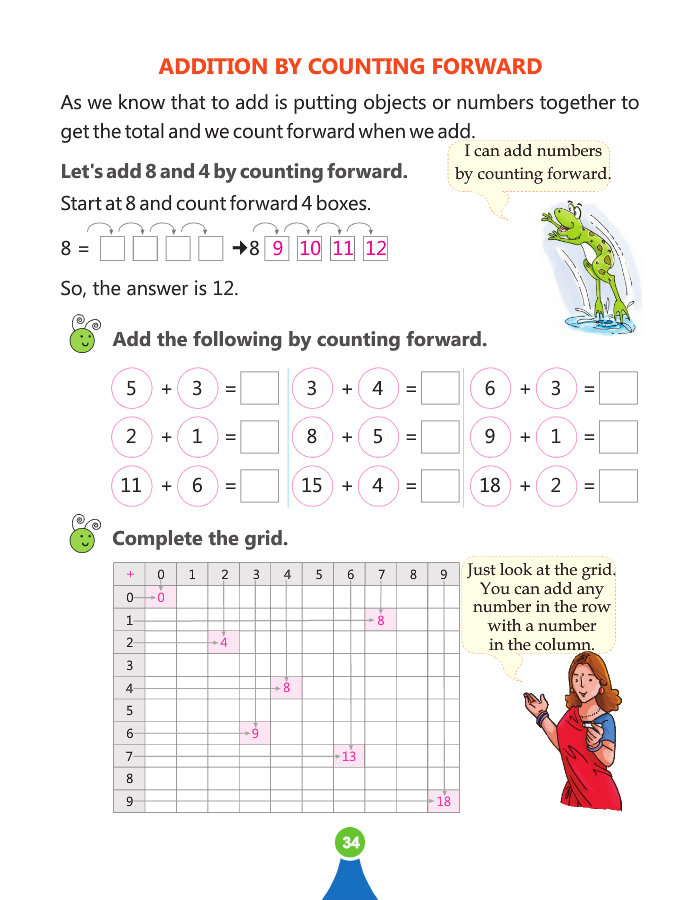 ADDITION BY COUNTING FORWARD
As we know that to add is putting objects or numbers together to
get the total and we count forward when we add.
I can add numbers
by counting forward.
Let's add 8 and 4 by counting forward.
Start at 8 and count forward 4 boxes.
8 = → 8 9 10 11 12
So, the answer is 12.
Add the following by counting forward.
5 + 3 = 3 + 4 = 6 + 3 =
2 + 1 = 8 + 5 = 9 + 1 =
11 + 6 = 15 + 4 = 18 + 2 =
Complete the grid.
+ 0 1 2 3 4 5 6 7 8 9
0 0
1 8
2 4
3
4 8
5
6 9
7 13
8
9 18
Just look at the grid.
You can add any
number in the row
with a number
in the column.
34